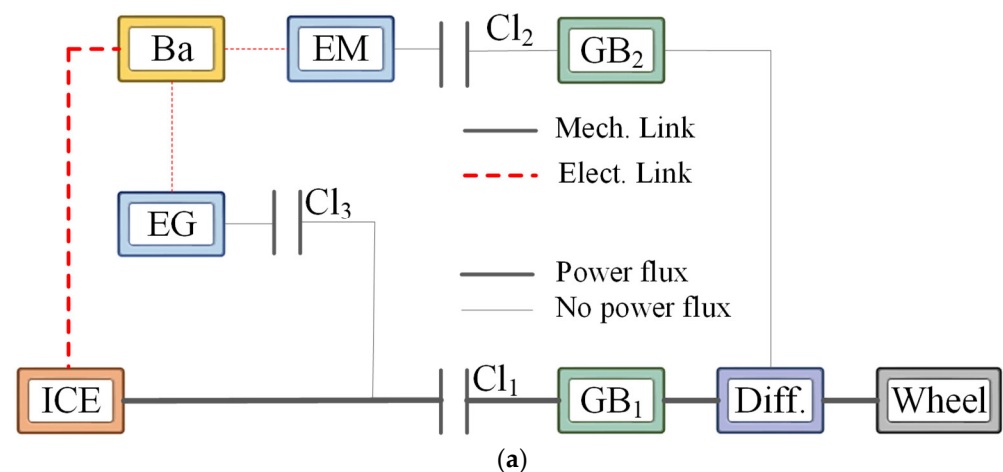 Ba
EM
Cl₂
GB₂
Mech. Link
Elect. Link
EG
Cl₃
Power flux
No power flux
ICE
Cl₁
GB₁
Diff.
Wheel
(a)